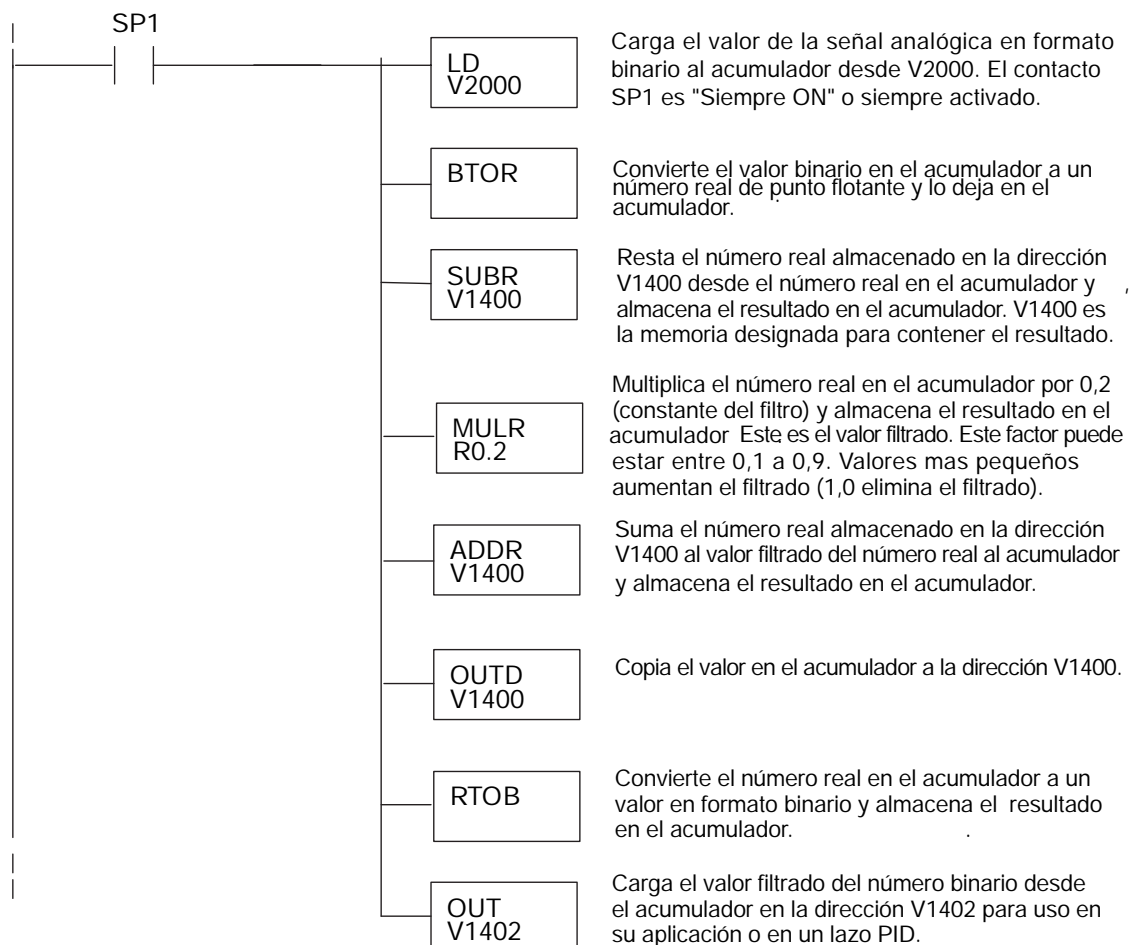 SP1
LD
V2000
Carga el valor de la señal analógica en formato
binario al acumulador desde V2000. El contacto
SP1 es "Siempre ON" o siempre activado.
BTOR
Convierte el valor binario en el acumulador a un
número real de punto flotante y lo deja en el
acumulador.
SUBR
V1400
Resta el número real almacenado en la dirección
V1400 desde el número real en el acumulador y ,
almacena el resultado en el acumulador. V1400 es
la memoria designada para contener el resultado.
MULR
R0.2
Multiplica el número real en el acumulador por 0,2
(constante del filtro) y almacena el resultado en el
acumulador Este es el valor filtrado. Este factor puede
estar entre 0,1 a 0,9. Valores mas pequeños
aumentan el filtrado (1,0 elimina el filtrado).
ADDR
V1400
Suma el número real almacenado en la dirección
V1400 al valor filtrado del número real al acumulador
y almacena el resultado en el acumulador.
OUTD
V1400
Copia el valor en el acumulador a la dirección V1400.
RTOB
Convierte el número real en el acumulador a un
valor en formato binario y almacena el resultado
en el acumulador. .
OUT
V1402
Carga el valor filtrado del número binario desde
el acumulador en la dirección V1402 para uso en
su aplicación o en un lazo PID.